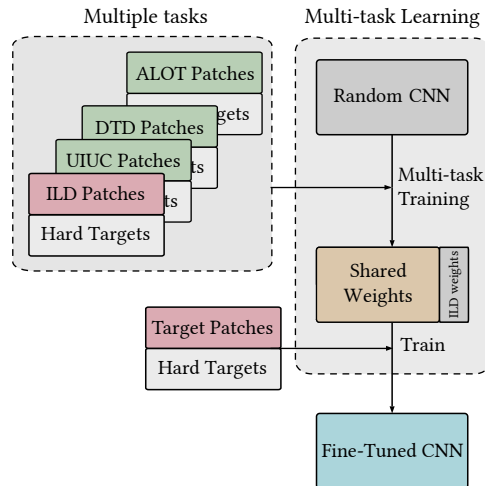 Multiple tasks
Multi-task Learning
ALOT Patches
gets
DTD Patches
ts
UIUC Patches
ts
ILD Patches
Hard Targets
Random CNN
Multi-task
Training
Shared
Weights
ILD weights
Target Patches
Hard Targets
Train
Fine-Tuned CNN